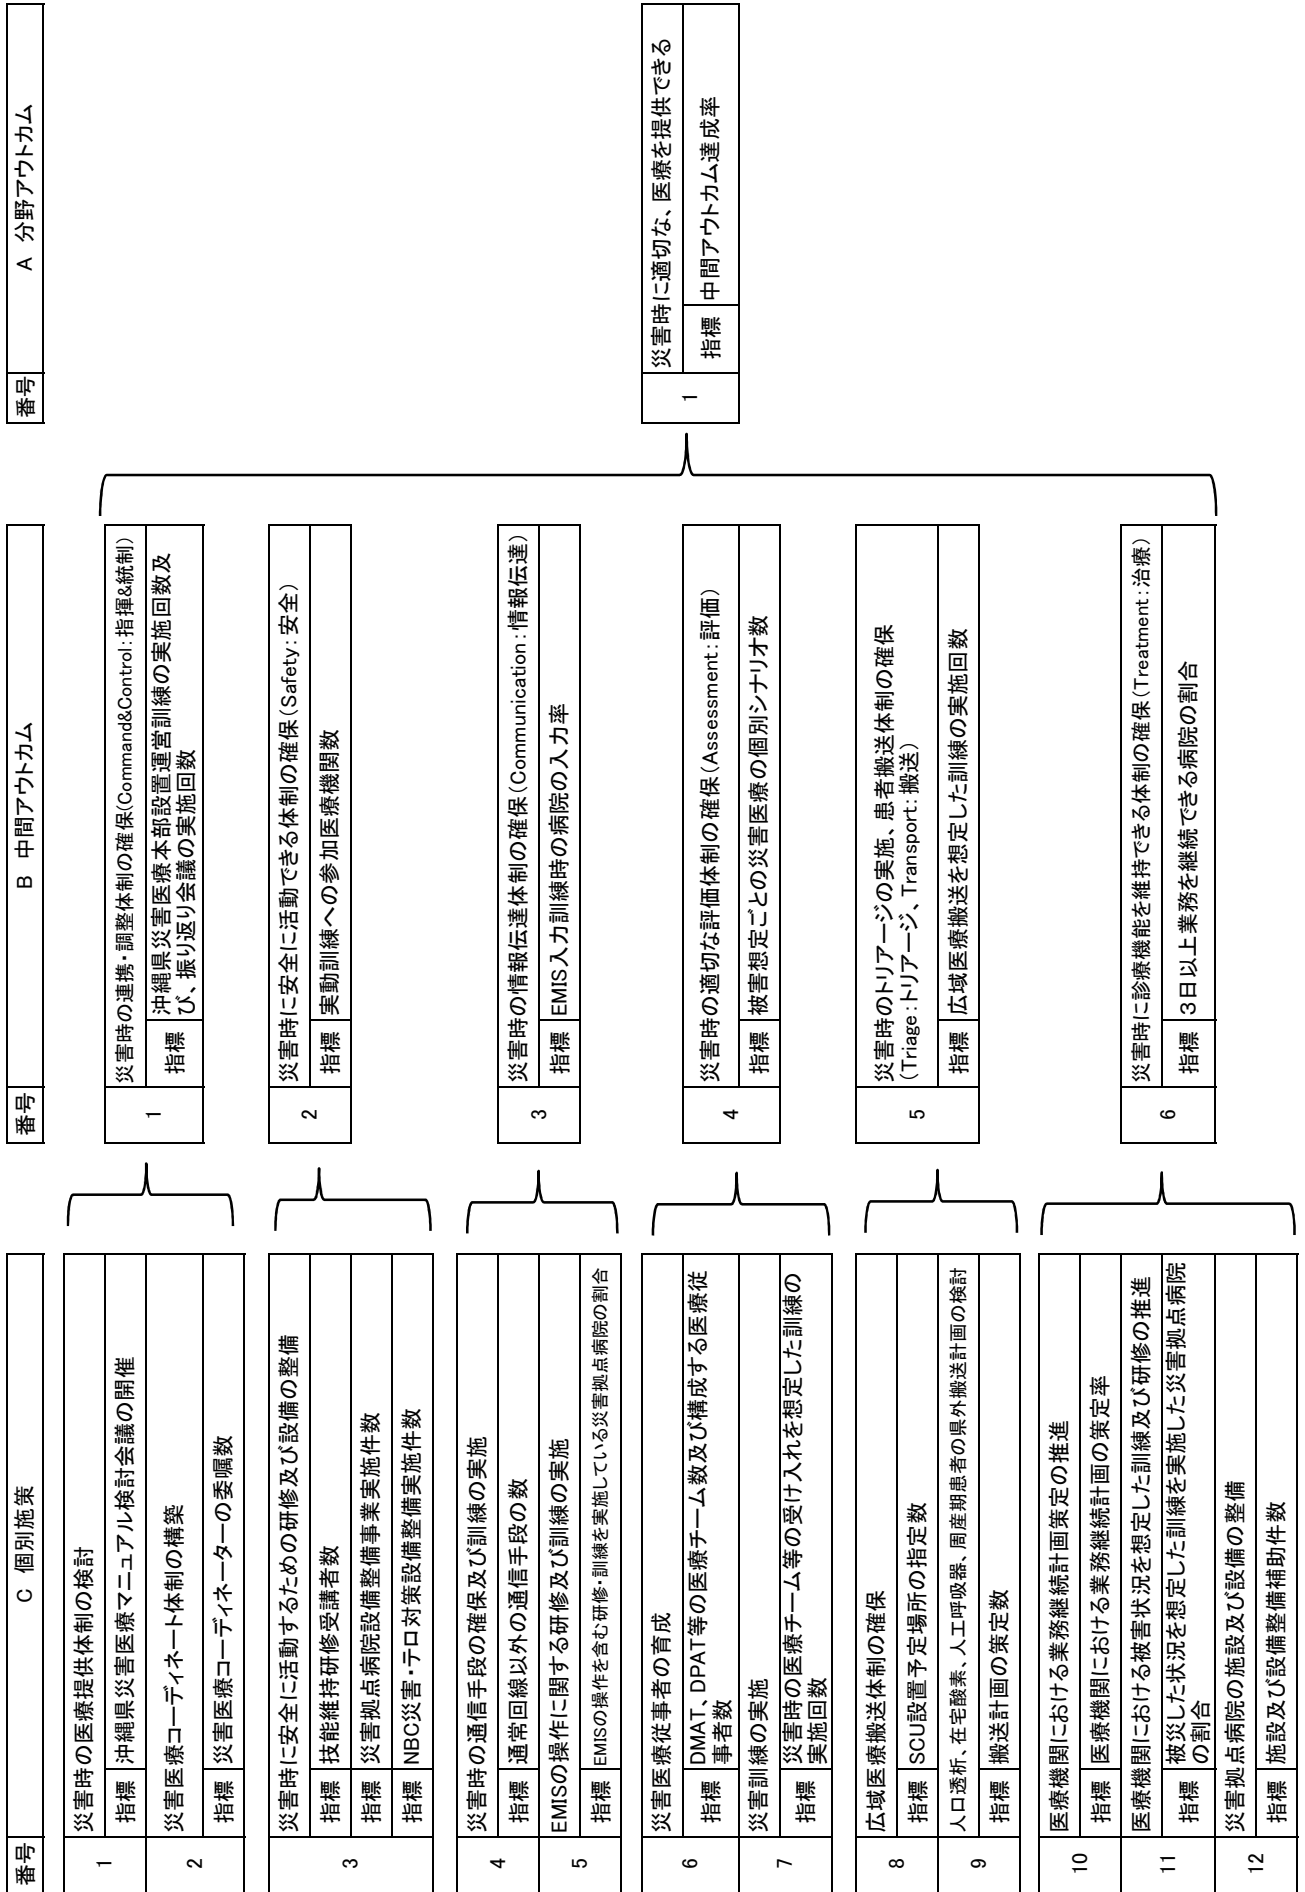 番号
C 個別施策
1
災害時の医療提供体制の検討
指標
沖縄県災害医療マニュアル検討会議の開催
2
災害医療コーディネート体制の構築
指標
災害医療コーディネーターの委嘱数
3
災害時に安全に活動するための研修及び設備の整備
指標
技能維持研修受講者数
指標
災害拠点病院設備整備事業実施件数
指標
NBC災害・テロ対策設備整備実施件数
4
災害時の通信手段の確保及び訓練の実施
指標
通常回線以外の通信手段の数
5
EMISの操作に関する研修及び訓練の実施
指標
EMISの操作を含む研修・訓練を実施している災害拠点病院の割合
6
災害医療従事者の育成
指標
DMAT、DPAT等の医療チーム数及び構成する医療従
事者数
7
災害訓練の実施
指標
災害時の医療チーム等の受け入れを想定した訓練の
実施回数
8
広域医療搬送体制の確保
指標
SCU設置予定場所の指定数
9
人口透析、在宅酸素、人工呼吸器、周産期患者の県外搬送計画の検討
指標
搬送計画の策定数
10
医療機関における業務継続計画策定の推進
指標
医療機関における業務継続計画の策定率
11
医療機関における被害状況を想定した訓練及び研修の推進
指標
被災した状況を想定した訓練を実施した災害拠点病院
の割合
12
災害拠点病院の施設及び設備の整備
指標
施設及び設備整備補助件数
番号
B 中間アウトカム
1
災害時の連携・調整体制の確保(Command&Control:指揮&統制)
指標
沖縄県災害医療本部設置運営訓練の実施回数及
び、振り返り会議の実施回数
2
災害時に安全に活動できる体制の確保(Safety:安全)
指標
実動訓練への参加医療機関数
3
災害時の情報伝達体制の確保(Communication:情報伝達)
指標
EMIS入力訓練時の病院の入力率
4
災害時の適切な評価体制の確保(Assessment:評価)
指標
被害想定ごとの災害医療の個別シナリオ数
5
災害時のトリアージの実施、患者搬送体制の確保
(Triage:トリアージ、Transport:搬送)
指標
広域医療搬送を想定した訓練の実施回数
6
災害時に診療機能を維持できる体制の確保(Treatment:治療)
指標
3日以上業務を継続できる病院の割合
番号
A 分野アウトカム
1
災害時に適切な、医療を提供できる
指標
中間アウトカム達成率